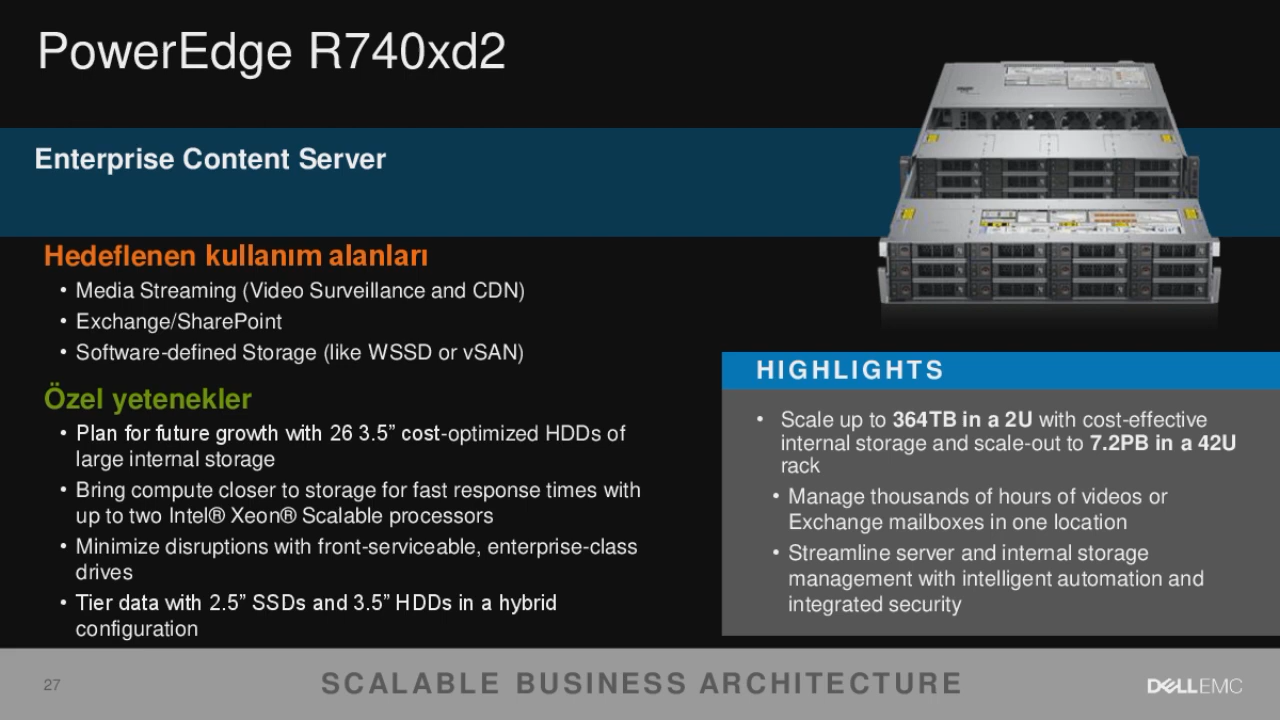 PowerEdge R740xd2
Enterprise Content Server
Hedeflenen kullanım alanları
• Media Streaming (Video Surveillance and CDN)
• Exchange/SharePoint
• Software-defined Storage (like WSSD or vSAN)
Özel yetenekler
• Plan for future growth with 26 3.5” cost-optimized HDDs of
large internal storage
• Bring compute closer to storage for fast response times with
up to two Intel® Xeon® Scalable processors
• Minimize disruptions with front-serviceable, enterprise-class
drives
• Tier data with 2.5” SSDs and 3.5” HDDs in a hybrid
configuration
HIGHLIGHTS
• Scale up to 364TB in a 2U with cost-effective
internal storage and scale-out to 7.2PB in a 42U
rack
• Manage thousands of hours of videos or
Exchange mailboxes in one location
• Streamline server and internal storage
management with intelligent automation and
integrated security
27
SCALABLE BUSINESS ARCHITECTURE
DELLEMC